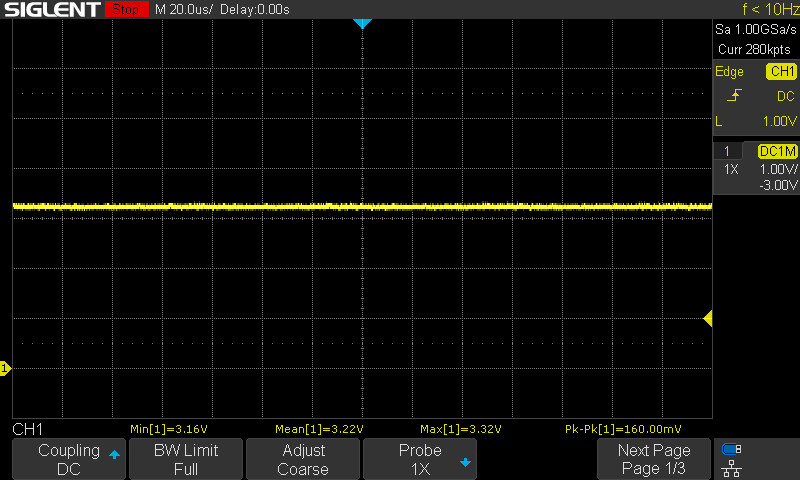 SIGLENT Stop M 20.0us/ Delay:0.00s f < 10Hz
Sa 1.00GSa/s
Curr 280kpts
Edge CH1
DC
L 1.00V
1 DC1M
1X 1.00V/
-3.00V
1
CH1 Min[1]=3.16V Mean[1]=3.22V Max[1]=3.32V Pk-Pk[1]=160.00mV
Coupling BW Limit Adjust Probe Next Page
DC Full Coarse 1X Page 1/3